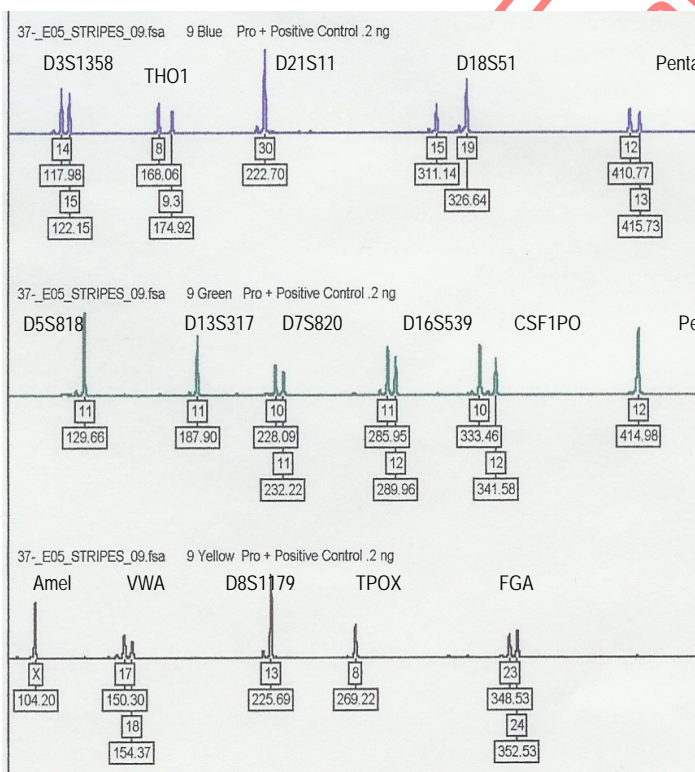 37-_E05_STRIPES_09.fsa 9 Blue Pro + Positive Control .2 ng
D3S1358 THO1 D21S11 D18S51 Penta
14 8 30 15 19 12
117.98 168.06 222.70 311.14 326.64 410.77
15 9.3 13
122.15 174.92 415.73
37-_E05_STRIPES_09.fsa 9 Green Pro + Positive Control .2 ng
D5S818 D13S317 D7S820 D16S539 CSF1PO Pe
11 11 10 11 10 12
129.66 187.90 228.09 285.95 333.46 414.98
11 12 12
232.22 289.96 341.58
37-_E05_STRIPES_09.fsa 9 Yellow Pro + Positive Control .2 ng
Amel VWA D8S1179 TPOX FGA
X 17 13 8 23
104.20 150.30 225.69 269.22 348.53
18 24
154.37 352.53